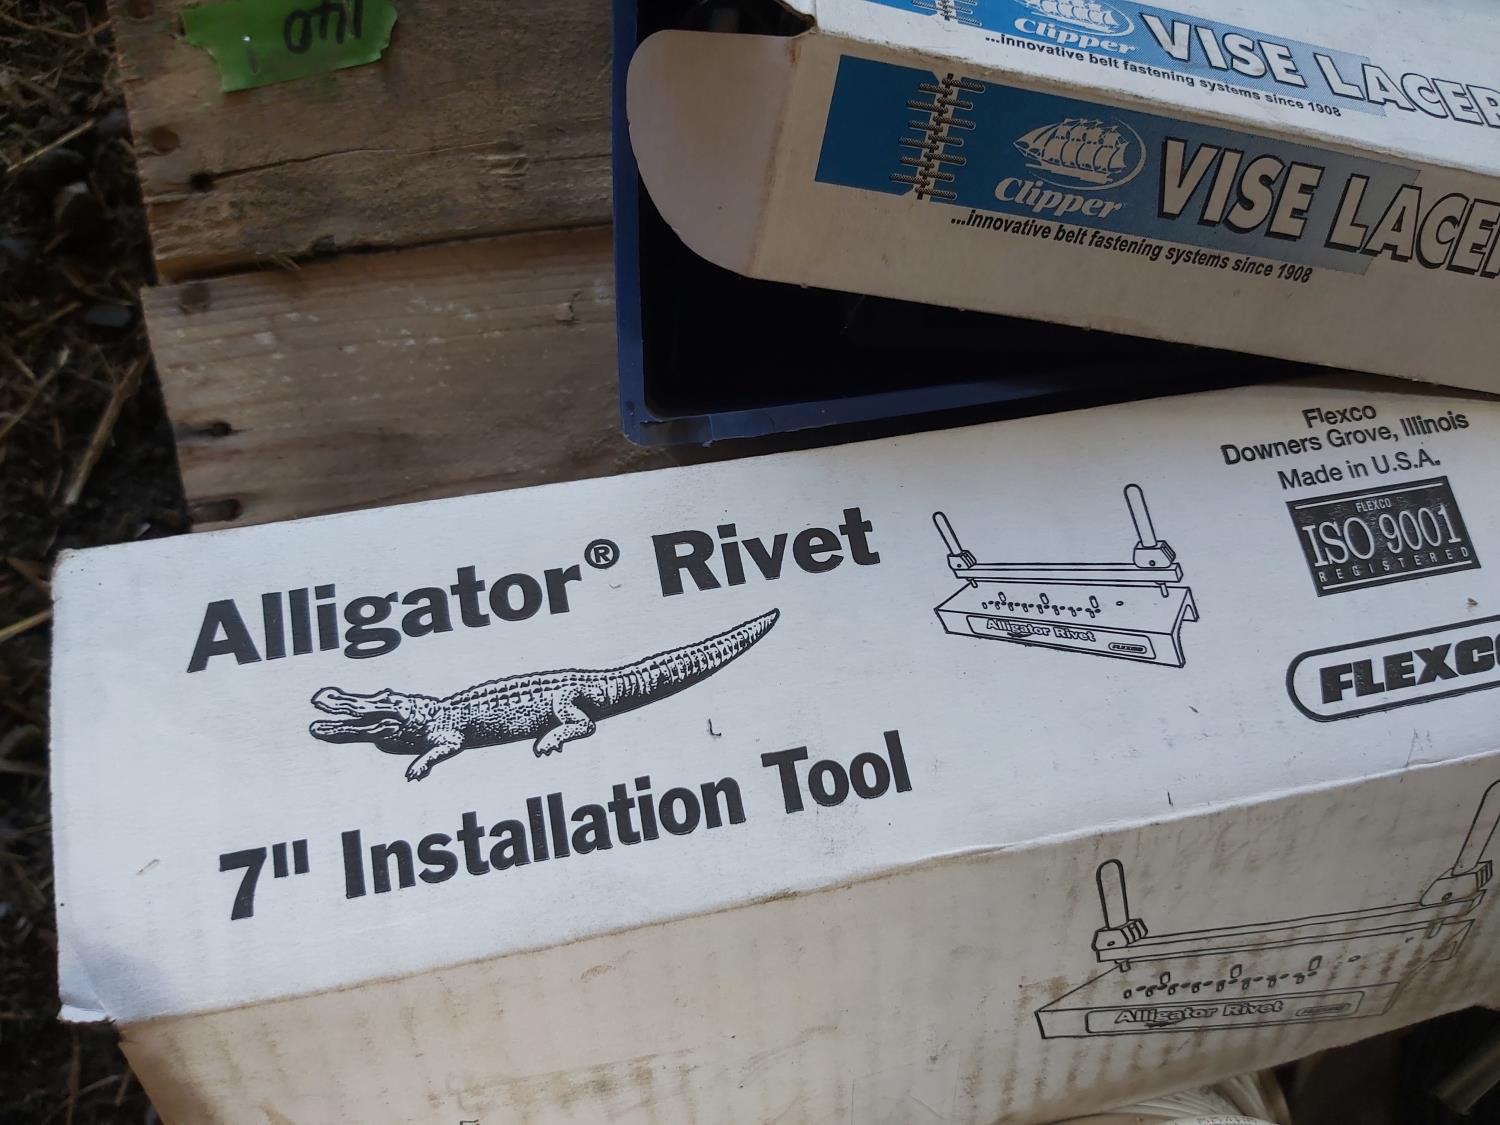 140
Clipper
VISE LACER
...innovative belt fastening systems since 1908
Clipper
VISE LACER
...innovative belt fastening systems since 1908
Flexco
Downers Grove, Illinois
Made in U.S.A.
FLEXCO
ISO 9001
REGISTERED
FLEXCO
Alligator® Rivet
7" Installation Tool
Alligator Rivet
FLEXCO
Alligator Rivet